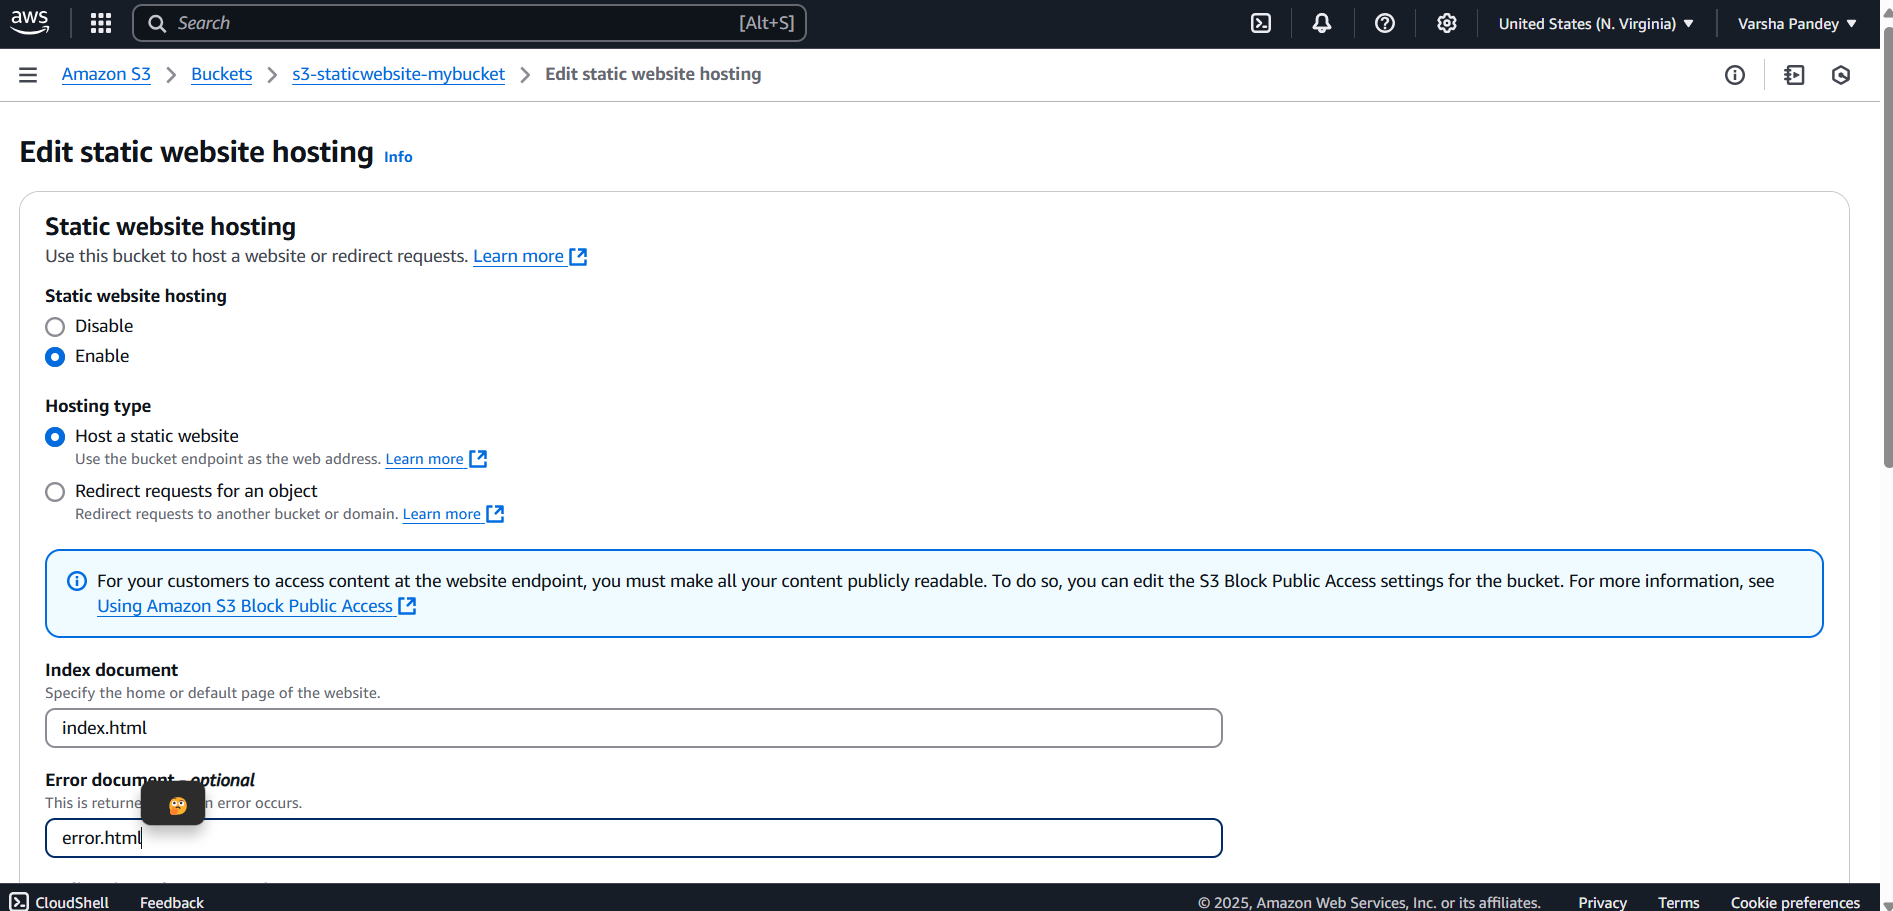 aws
Search [Alt+S] United States (N. Virginia) Varsha Pandey
Amazon S3 Buckets s3-staticwebsite-mybucket Edit static website hosting
Edit static website hosting Info
Static website hosting
Use this bucket to host a website or redirect requests. Learn more
Static website hosting
Disable
Enable
Hosting type
Host a static website
Use the bucket endpoint as the web address. Learn more
Redirect requests for an object
Redirect requests to another bucket or domain. Learn more
For your customers to access content at the website endpoint, you must make all your content publicly readable. To do so, you can edit the S3 Block Public Access settings for the bucket. For more information, see
Using Amazon S3 Block Public Access
Index document
Specify the home or default page of the website.
index.html
Error document - optional
This is returne n error occurs.
error.html
CloudShell Feedback © 2025, Amazon Web Services, Inc. or its affiliates. Privacy Terms Cookie preferences